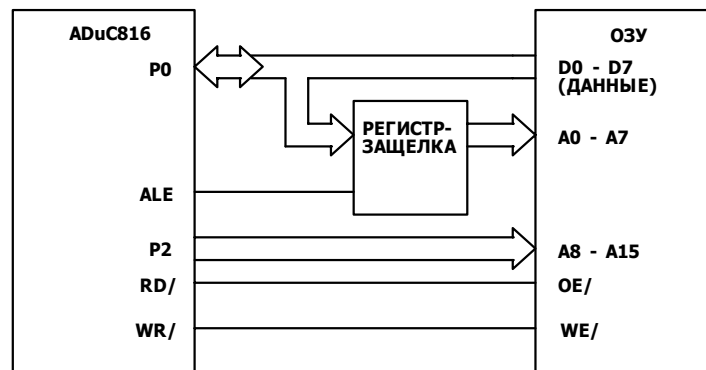 ADuC816
ОЗУ
P0
D0 - D7
(ДАННЫЕ)
РЕГИСТР-
ЗАЩЕЛКА
A0 - A7
ALE
P2
A8 - A15
RD/
OE/
WR/
WE/